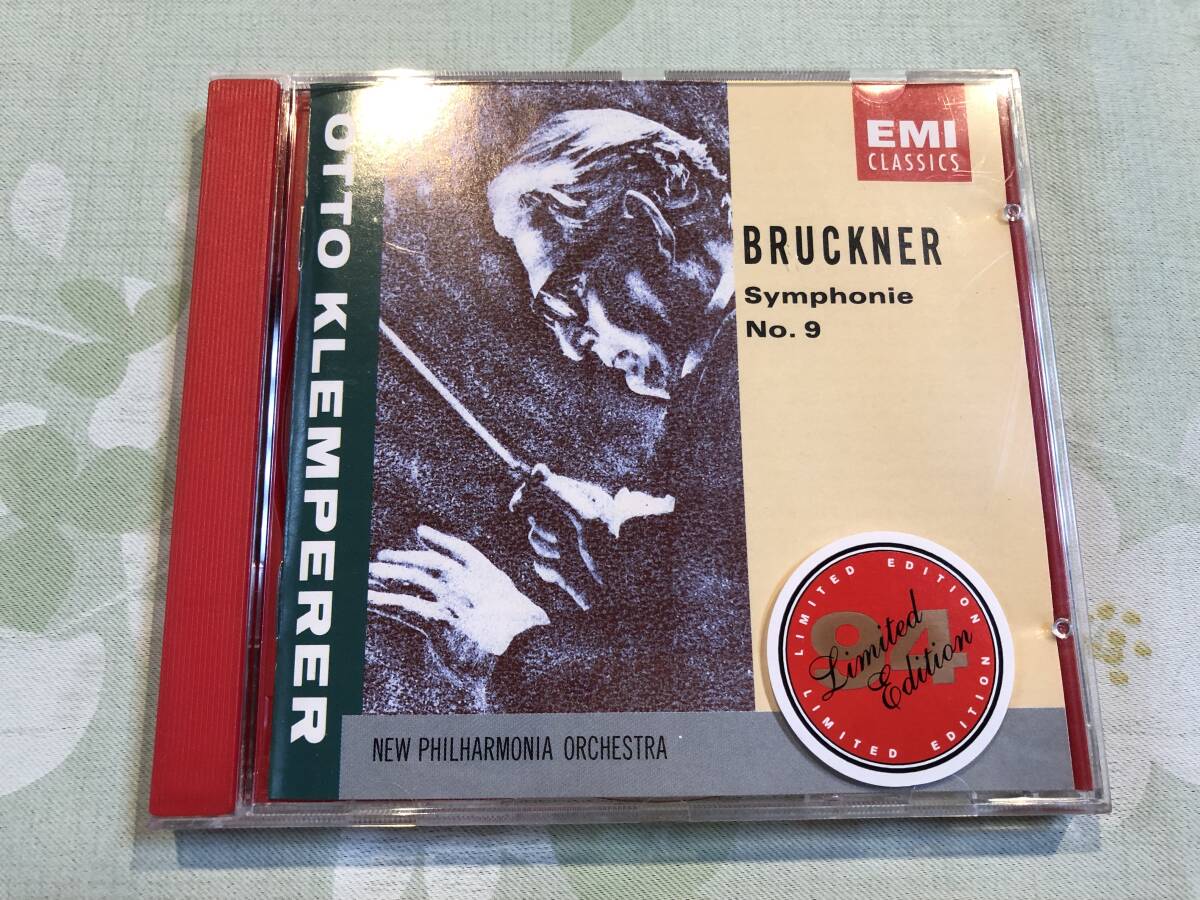 OTTO KLEMPERER
EMI
CLASSICS
BRUCKNER
Symphonie
No. 9
NEW PHILHARMONIA ORCHESTRA
LIMITED EDITION
94
Limited
Edition
LIMITED EDITION